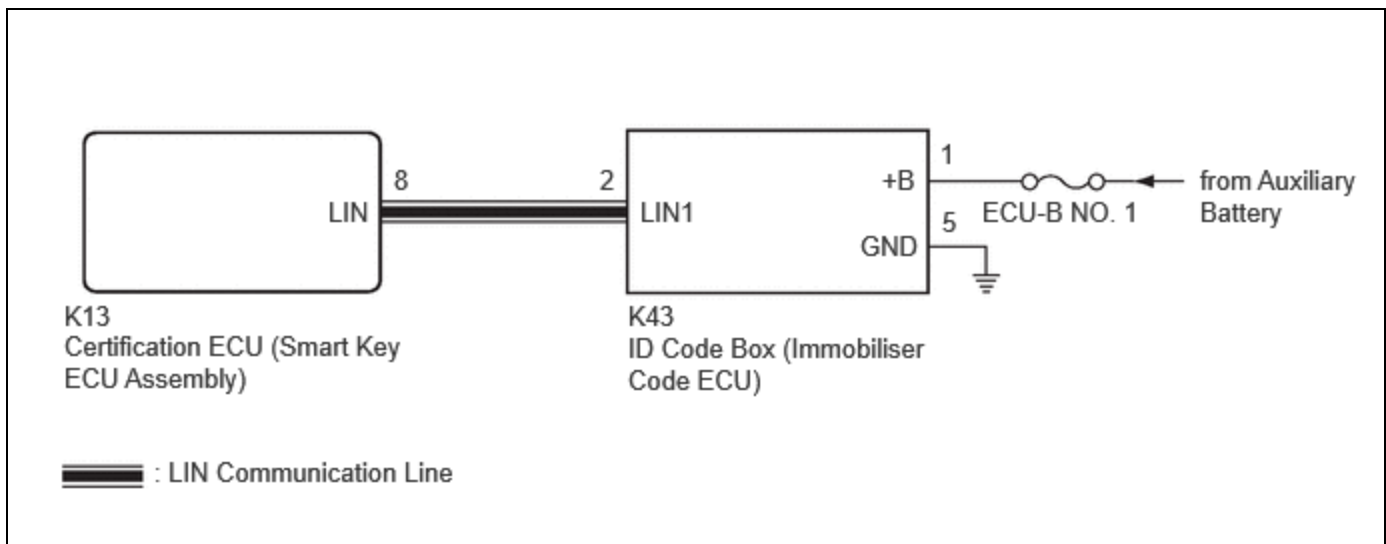 LIN
8
2
LIN1
+B
1
ECU-B NO. 1
from Auxiliary
Battery
GND
5
K13
Certification ECU (Smart Key
ECU Assembly)
K43
ID Code Box (Immobiliser
Code ECU)
: LIN Communication Line